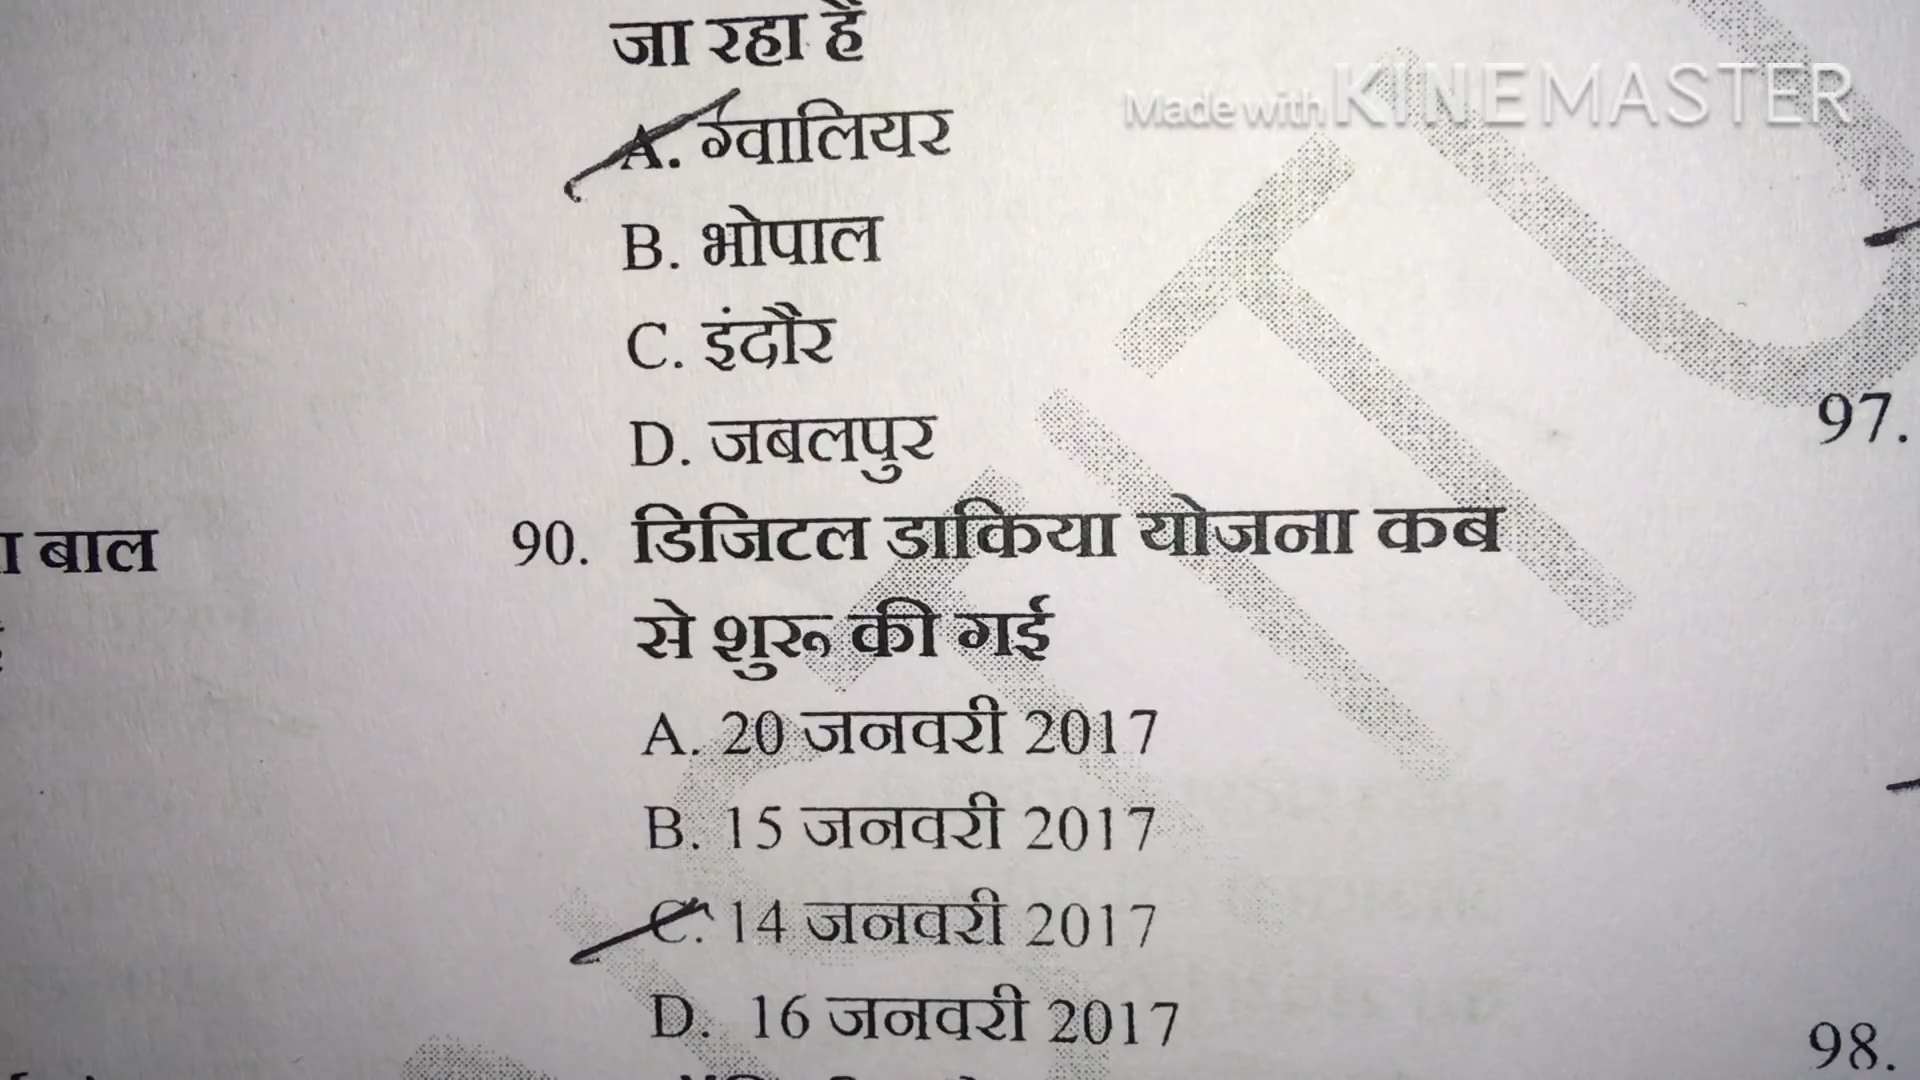 जा रहा है
Made with KINEMASTER
A. ग्वालियर
B. भोपाल
C. इंदौर
D. जबलपुर
97.
बाल
90. डिजिटल डाकिया योजना कब
से शुरू की गई
A. 20 जनवरी 2017
B. 15 जनवरी 2017
C. 14 जनवरी 2017
D. 16 जनवरी 2017
98.